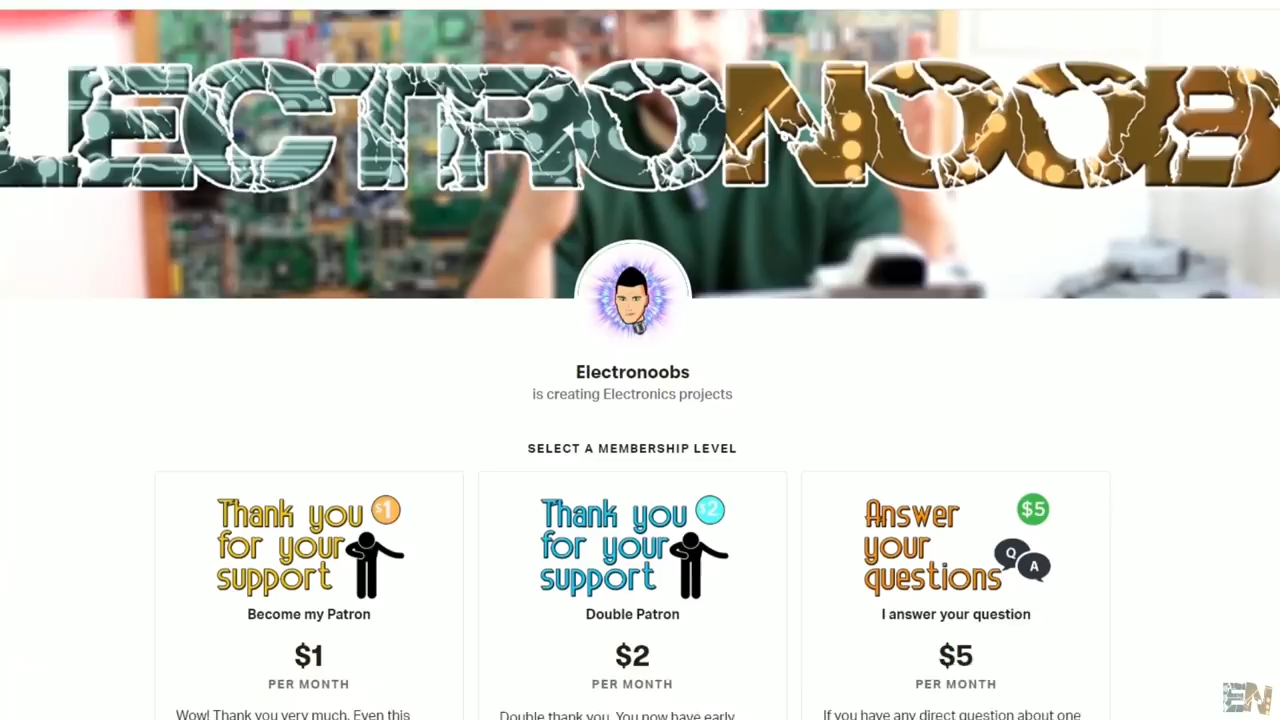 LECTRONOOB
Electronoobs
is creating Electronics projects
SELECT A MEMBERSHIP LEVEL
Thank you $1
for your
support
Become my Patron
$1
PER MONTH
Wow! Thank you very much. Even this
Thank you $2
for your
support
Double Patron
$2
PER MONTH
Double thank you. You now have early
Answer $5
your
questions
Q
A
I answer your question
$5
PER MONTH
If you have any direct question about one
EN